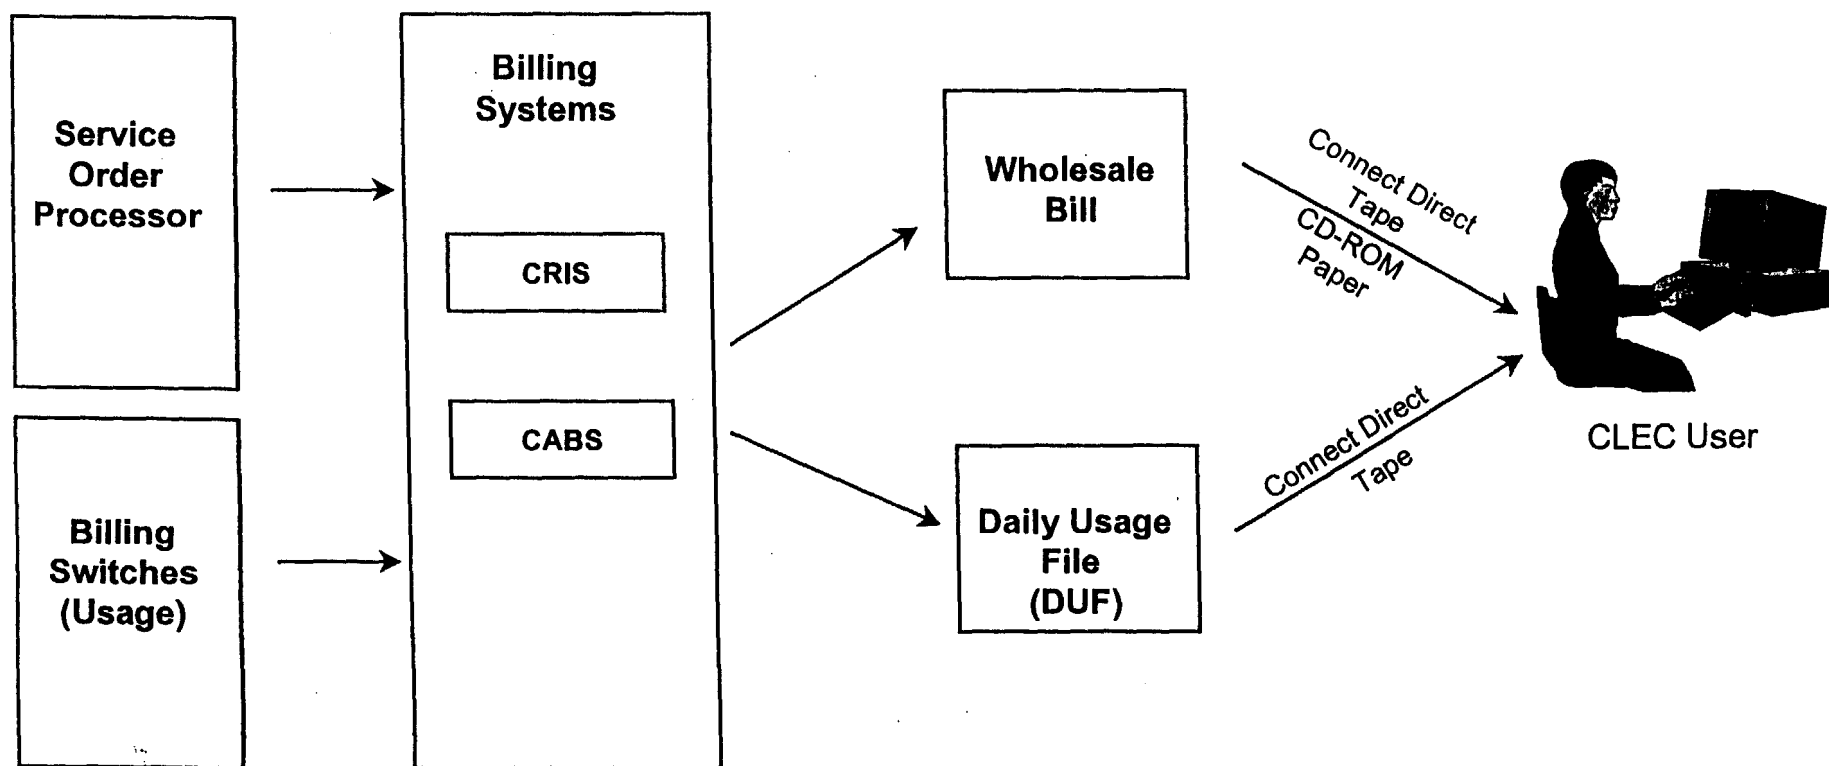 Service
Order
Processor
Billing
Switches
(Usage)
Billing
Systems
CRIS
CABS
Wholesale
Bill
Daily Usage
File
(DUF)
Connect Direct
Tape
CD-ROM
Paper
Connect Direct
Tape
CLEC User